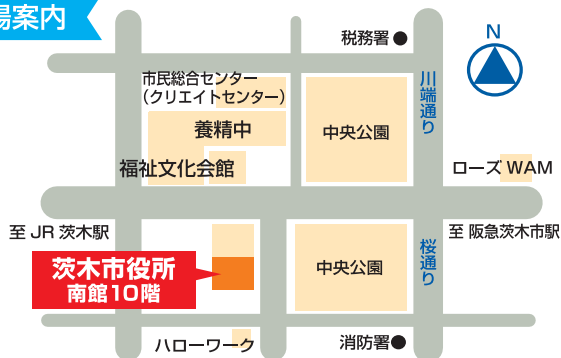 場案内
税務署
N
市民総合センター
（クリエイトセンター）
川端通り
養精中
中央公園
福祉文化会館
ローズ WAM
至 JR 茨木駅
至 阪急茨木市駅
茨木市役所
南館10階
中央公園
桜通り
ハローワーク
消防署